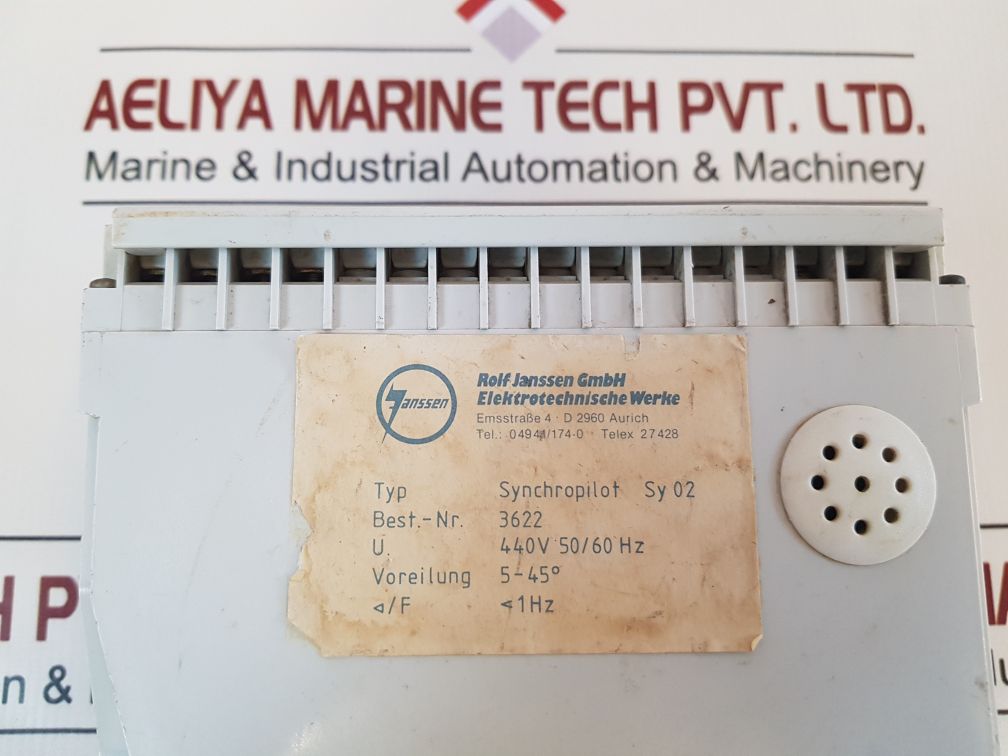 AELIYA MARINE TECH PVT. LTD.
Marine & Industrial Automation & Machinery
Janssen
Rolf Janssen GmbH
Elektrotechnische Werke
Emsstraße 4 · D 2960 Aurich
Tel.: 04941/174-0 · Telex 27428
Typ Synchropilot Sy 02
Best.-Nr. 3622
U. 440V 50/60 Hz
Voreilung 5-45°
⊲/F <1Hz
H P
n &